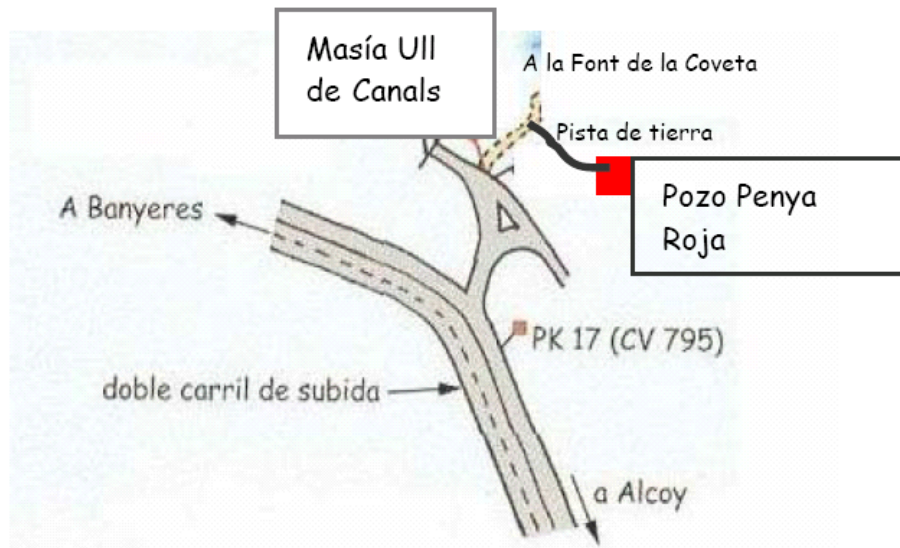 Masía Ull
de Canals
A la Font de la Coveta
Pista de tierra
Pozo Penya
Roja
A Banyeres
PK 17 (CV 795)
doble carril de subida
a Alcoy